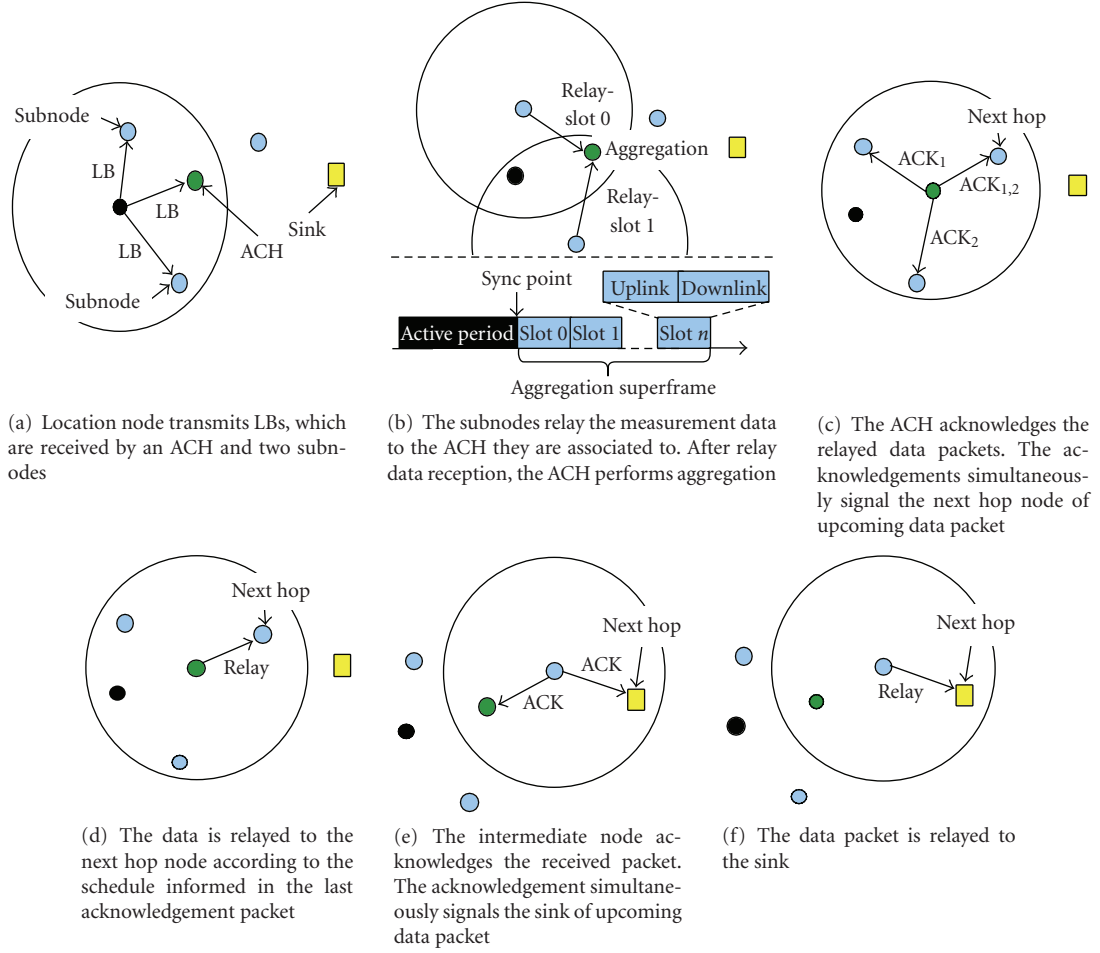 Subnode
LB
LB
LB
Subnode
ACH
Sink
(a) Location node transmits LBs, which
are received by an ACH and two subn-
odes
Relay-
slot 0
Aggregation
Relay-
slot 1
Sync point
Uplink
Downlink
Active period
Slot 0
Slot 1
Slot n
Aggregation superframe
(b) The subnodes relay the measurement data
to the ACH they are associated to. After relay
data reception, the ACH performs aggregation
Next hop
ACK1
ACK1,2
ACK2
(c) The ACH acknowledges the
relayed data packets. The ac-
knowledgements simultaneous-
ly signal the next hop node of
upcoming data packet
Next hop
Relay
(d) The data is relayed to the
next hop node according to the
schedule informed in the last
acknowledgement packet
Next hop
ACK
ACK
(e) The intermediate node ac-
knowledges the received packet.
The acknowledgement simultane-
ously signals the sink of upcoming
data packet
Next hop
Relay
(f) The data packet is relayed to
the sink